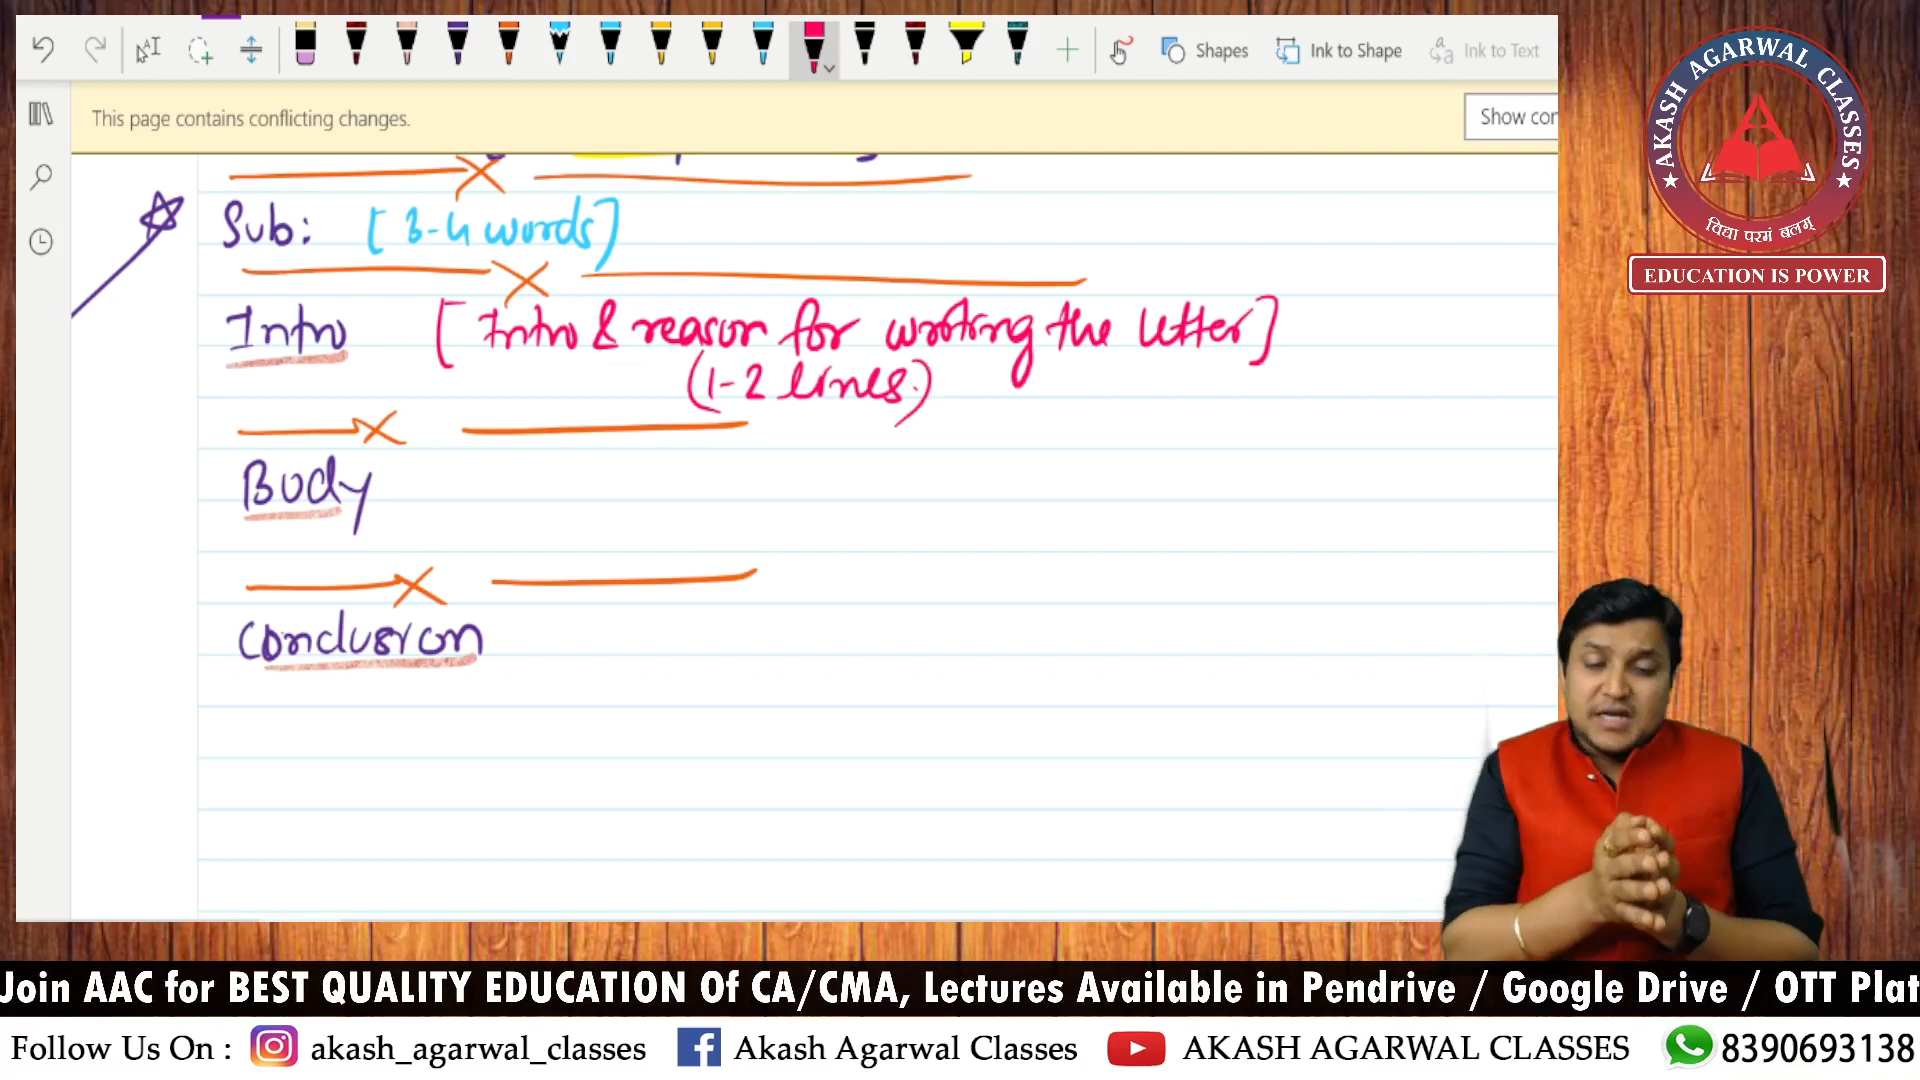 Shapes
Ink to Shape
Ink to Text
This page contains conflicting changes.
Show con
Sub: [3-4 words]
Intro [Intro & reason for writing the letter]
(1-2 lines.)
Body
Conclusion
AKASH AGARWAL CLASSES
विद्या परमं बलम्
EDUCATION IS POWER
Join AAC for BEST QUALITY EDUCATION Of CA/CMA, Lectures Available in Pendrive / Google Drive / OTT Plat
Follow Us On : akash_agarwal_classes Akash Agarwal Classes AKASH AGARWAL CLASSES 8390693138